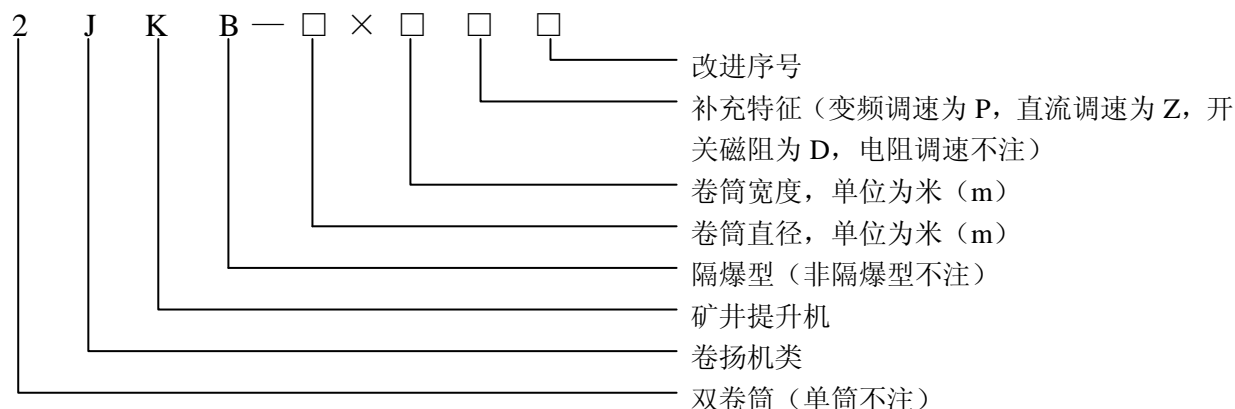 2 J K B — □ × □ □ □
改进序号
补充特征（变频调速为 P，直流调速为 Z，开
关磁阻为 D，电阻调速不注）
卷筒宽度，单位为米（m）
卷筒直径，单位为米（m）
隔爆型（非隔爆型不注）
矿井提升机
卷扬机类
双卷筒（单筒不注）